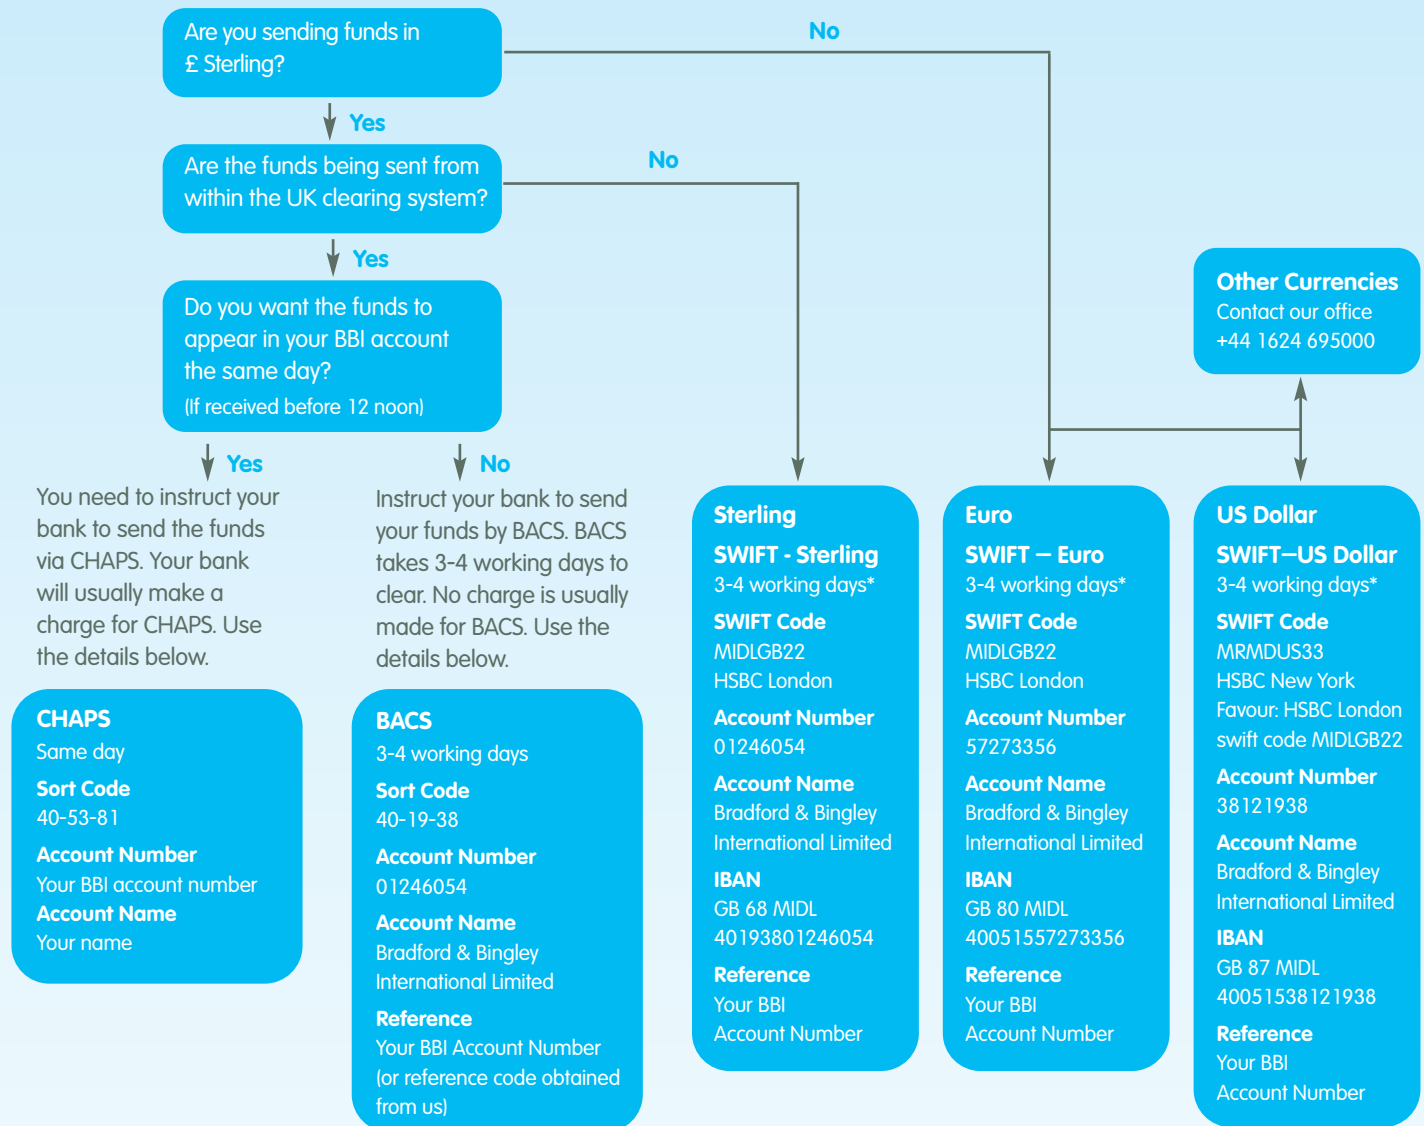 Are you sending funds in
£ Sterling?
No
Yes
Are the funds being sent from
within the UK clearing system?
No
Yes
Do you want the funds to
appear in your BBI account
the same day?
(If received before 12 noon)
Yes
You need to instruct your
bank to send the funds
via CHAPS. Your bank
will usually make a
charge for CHAPS. Use
the details below.
CHAPS
Same day
Sort Code
40-53-81
Account Number
Your BBI account number
Account Name
Your name
No
Instruct your bank to send
your funds by BACS. BACS
takes 3-4 working days to
clear. No charge is usually
made for BACS. Use the
details below.
BACS
3-4 working days
Sort Code
40-19-38
Account Number
01246054
Account Name
Bradford & Bingley
International Limited
Reference
Your BBI Account Number
(or reference code obtained
from us)
Sterling
SWIFT - Sterling
3-4 working days*
SWIFT Code
MIDLGB22
HSBC London
Account Number
01246054
Account Name
Bradford & Bingley
International Limited
IBAN
GB 68 MIDL
40193801246054
Reference
Your BBI
Account Number
Euro
SWIFT – Euro
3-4 working days*
SWIFT Code
MIDLGB22
HSBC London
Account Number
57273356
Account Name
Bradford & Bingley
International Limited
IBAN
GB 80 MIDL
40051557273356
Reference
Your BBI
Account Number
Other Currencies
Contact our office
+44 1624 695000
US Dollar
SWIFT–US Dollar
3-4 working days*
SWIFT Code
MRMDUS33
HSBC New York
Favour: HSBC London
swift code MIDLGB22
Account Number
38121938
Account Name
Bradford & Bingley
International Limited
IBAN
GB 87 MIDL
40051538121938
Reference
Your BBI
Account Number